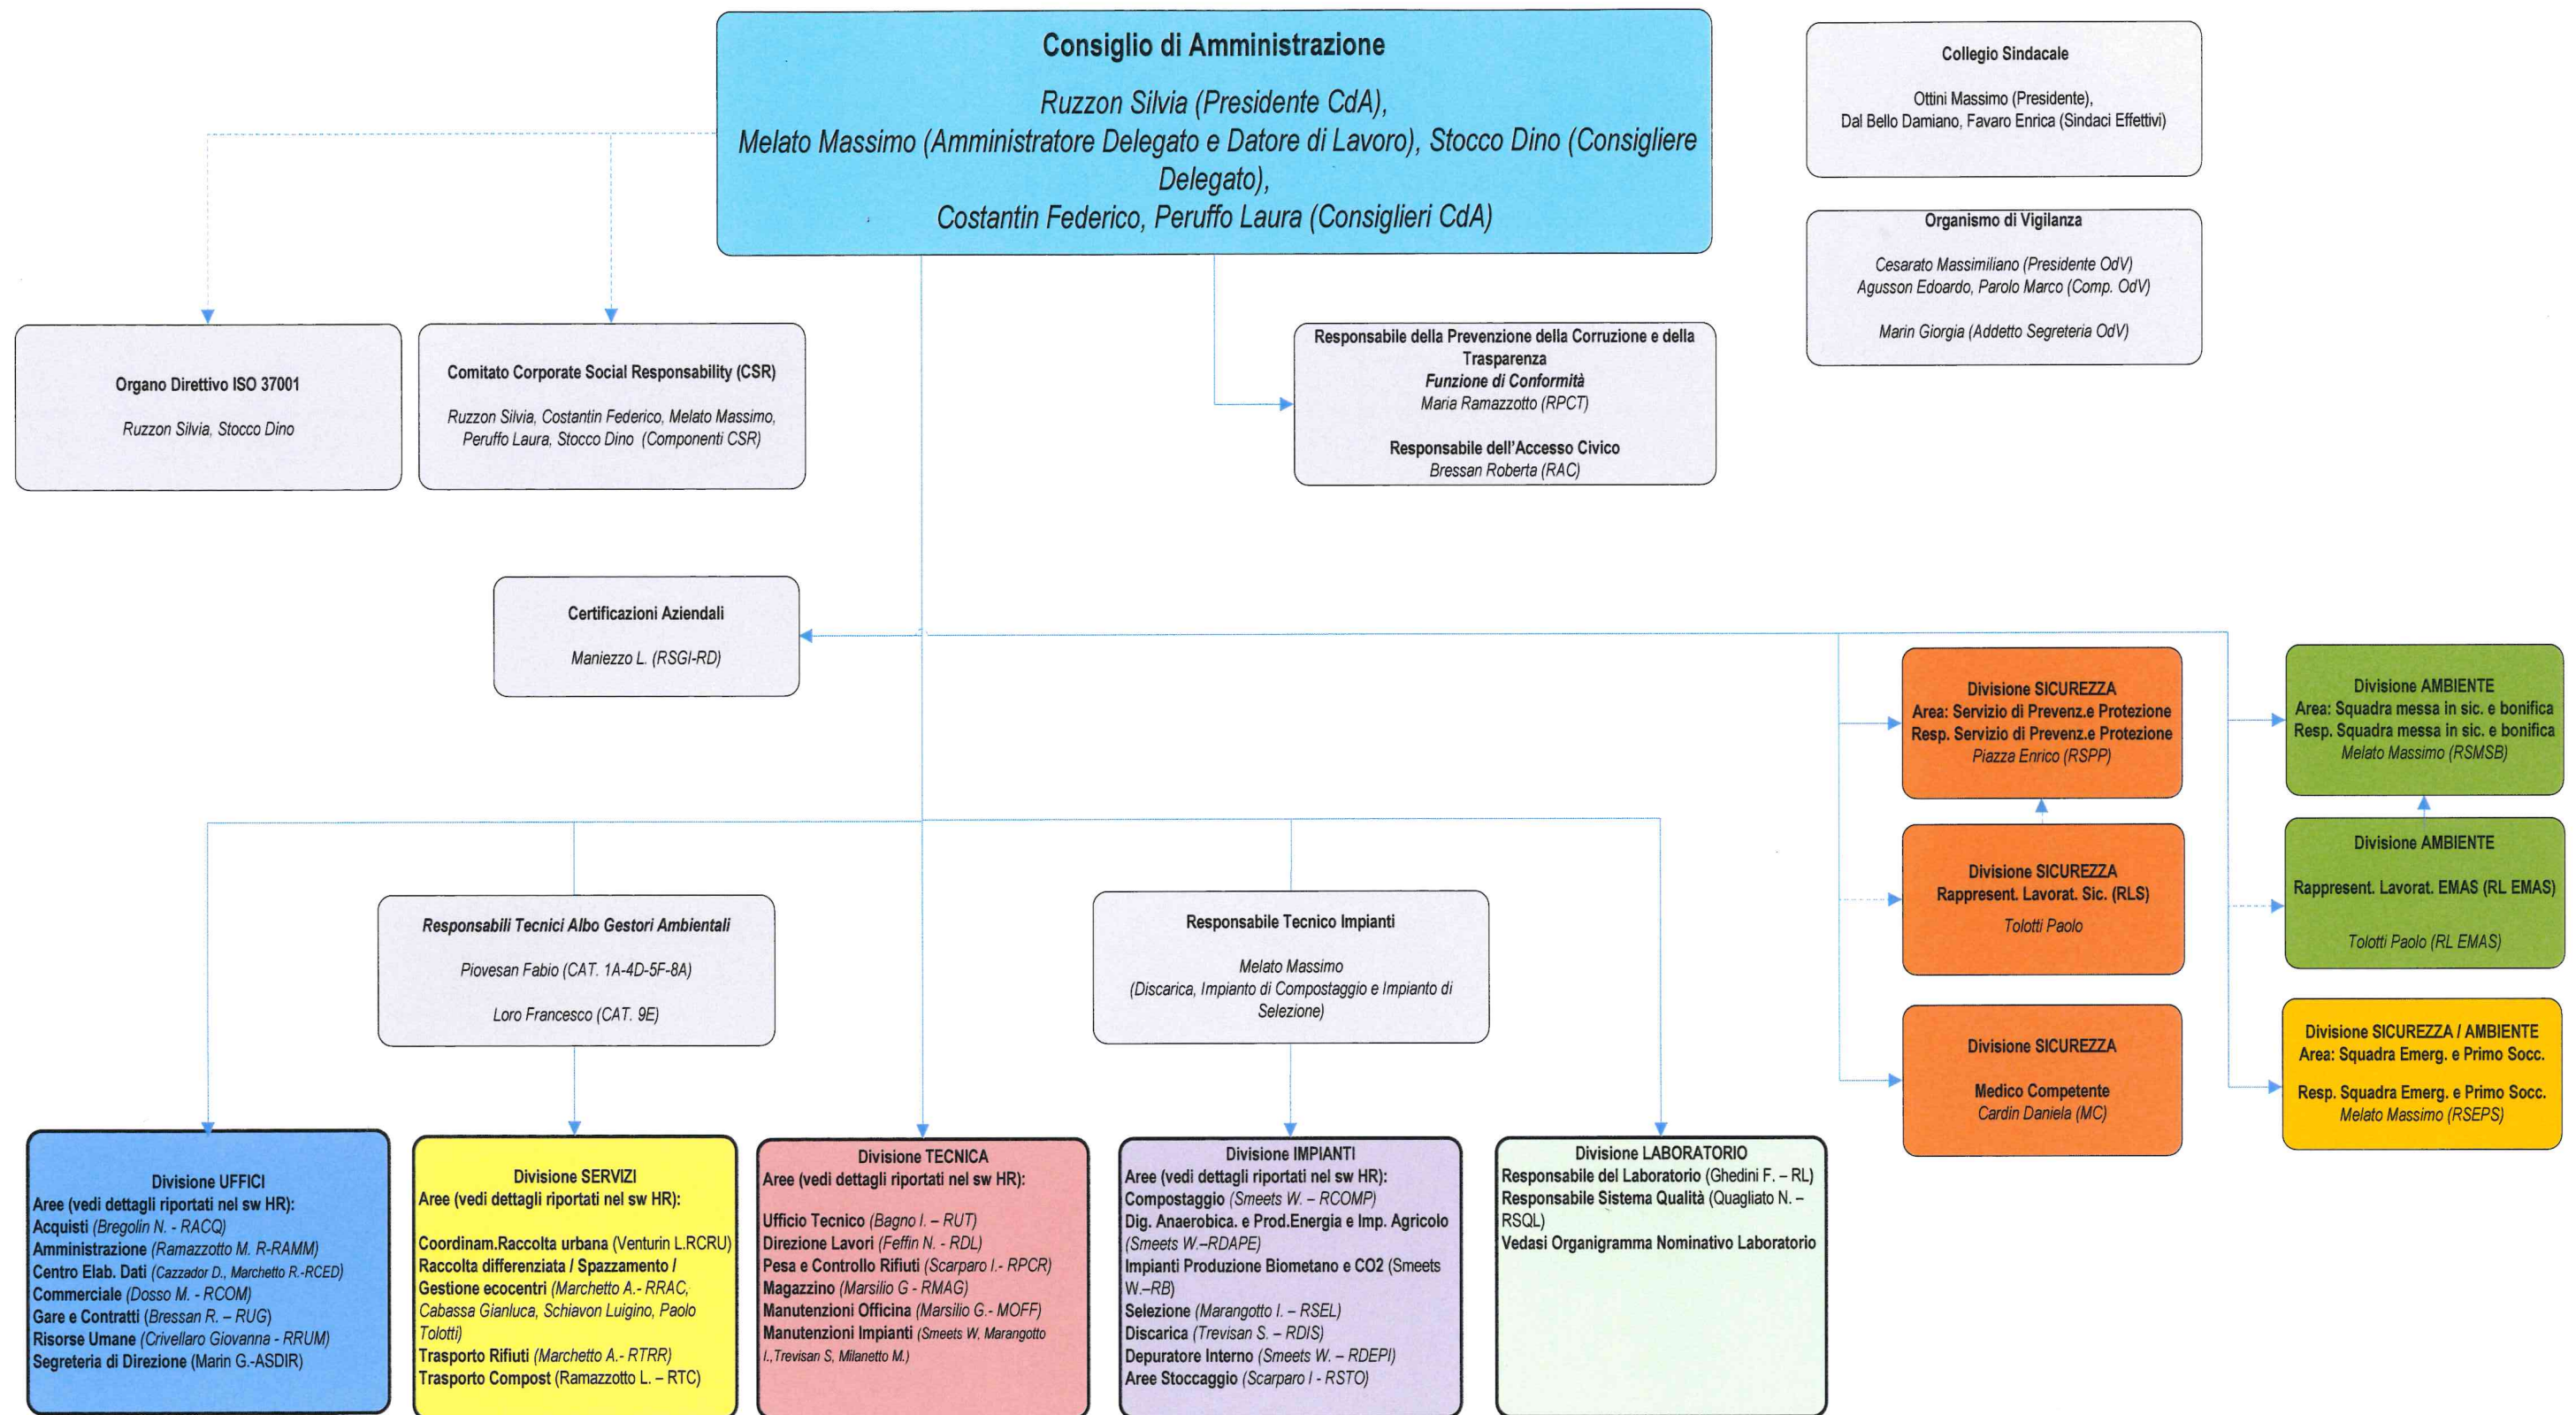 Consiglio di Amministrazione
Ruzzon Silvia (Presidente CdA),
Melato Massimo (Amministratore Delegato e Datore di Lavoro), Stocco Dino (Consigliere
Delegato),
Costantin Federico, Peruffo Laura (Consiglieri CdA)
Collegio Sindacale
Ottini Massimo (Presidente),
Dal Bello Damiano, Favaro Enrica (Sindaci Effettivi)
Organismo di Vigilanza
Cesarato Massimiliano (Presidente OdV)
Agusson Edoardo, Parolo Marco (Comp. OdV)
Marin Giorgia (Addetto Segreteria OdV)
Organo Direttivo ISO 37001
Ruzzon Silvia, Stocco Dino
Comitato Corporate Social Responsability (CSR)
Ruzzon Silvia, Costantin Federico, Melato Massimo,
Peruffo Laura, Stocco Dino (Componenti CSR)
Responsabile della Prevenzione della Corruzione e della
Trasparenza
Funzione di Conformità
Maria Ramazzotto (RPCT)
Responsabile dell'Accesso Civico
Bressan Roberta (RAC)
Certificazioni Aziendali
Maniezzo L. (RSGI-RD)
Divisione SICUREZZA
Area: Servizio di Prevenz.e Protezione
Resp. Servizio di Prevenz.e Protezione
Piazza Enrico (RSPP)
Divisione AMBIENTE
Area: Squadra messa in sic. e bonifica
Resp. Squadra messa in sic. e bonifica
Melato Massimo (RSMSB)
Divisione SICUREZZA
Rappresent. Lavorat. Sic. (RLS)
Tolotti Paolo
Divisione AMBIENTE
Rappresent. Lavorat. EMAS (RL EMAS)
Tolotti Paolo (RL EMAS)
Responsabili Tecnici Albo Gestori Ambientali
Piovesan Fabio (CAT. 1A-4D-5F-8A)
Loro Francesco (CAT. 9E)
Responsabile Tecnico Impianti
Melato Massimo
(Discarica, Impianto di Compostaggio e Impianto di
Selezione)
Divisione SICUREZZA
Medico Competente
Cardin Daniela (MC)
Divisione SICUREZZA / AMBIENTE
Area: Squadra Emerg. e Primo Socc.
Resp. Squadra Emerg. e Primo Socc.
Melato Massimo (RSEPS)
Divisione UFFICI
Aree (vedi dettagli riportati nel sw HR):
Acquisti (Bregolin N. - RACQ)
Amministrazione (Ramazzotto M. R-RAMM)
Centro Elab. Dati (Cazzador D., Marchetto R.-RCED)
Commerciale (Dosso M. - RCOM)
Gare e Contratti (Bressan R. – RUG)
Risorse Umane (Crivellaro Giovanna - RRUM)
Segreteria di Direzione (Marin G.-ASDIR)
Divisione SERVIZI
Aree (vedi dettagli riportati nel sw HR):
Coordinam.Raccolta urbana (Venturin L.RCRU)
Raccolta differenziata / Spazzamento /
Gestione ecocentri (Marchetto A.- RRAC,
Cabassa Gianluca, Schiavon Luigino, Paolo
Tolotti)
Trasporto Rifiuti (Marchetto A.- RTRR)
Trasporto Compost (Ramazzotto L. – RTC)
Divisione TECNICA
Aree (vedi dettagli riportati nel sw HR):
Ufficio Tecnico (Bagno I. – RUT)
Direzione Lavori (Feffin N. - RDL)
Pesa e Controllo Rifiuti (Scarparo I.- RPCR)
Magazzino (Marsilio G - RMAG)
Manutenzioni Officina (Marsilio G.- MOFF)
Manutenzioni Impianti (Smeets W, Marangotto
I.,Trevisan S, Milanetto M.)
Divisione IMPIANTI
Aree (vedi dettagli riportati nel sw HR):
Compostaggio (Smeets W. – RCOMP)
Dig. Anaerobica. e Prod.Energia e Imp. Agricolo
(Smeets W.–RDAPE)
Impianti Produzione Biometano e CO2 (Smeets
W.–RB)
Selezione (Marangotto I. – RSEL)
Discarica (Trevisan S. – RDIS)
Depuratore Interno (Smeets W. – RDEPI)
Aree Stoccaggio (Scarparo I - RSTO)
Divisione LABORATORIO
Responsabile del Laboratorio (Ghedini F. – RL)
Responsabile Sistema Qualità (Quagliato N. –
RSQL)
Vedasi Organigramma Nominativo Laboratorio